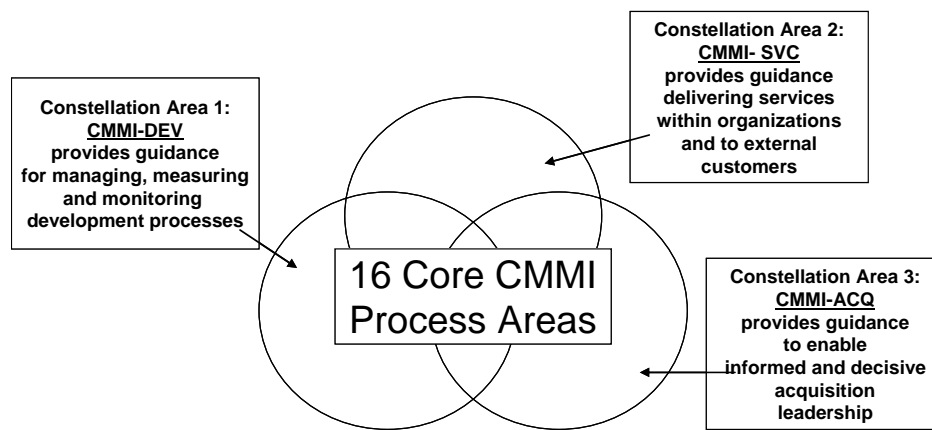 Constellation Area 1:
CMMI-DEV
provides guidance
for managing, measuring
and monitoring
development processes
Constellation Area 2:
CMMI- SVC
provides guidance
delivering services
within organizations
and to external
customers
16 Core CMMI
Process Areas
Constellation Area 3:
CMMI-ACQ
provides guidance
to enable
informed and decisive
acquisition
leadership